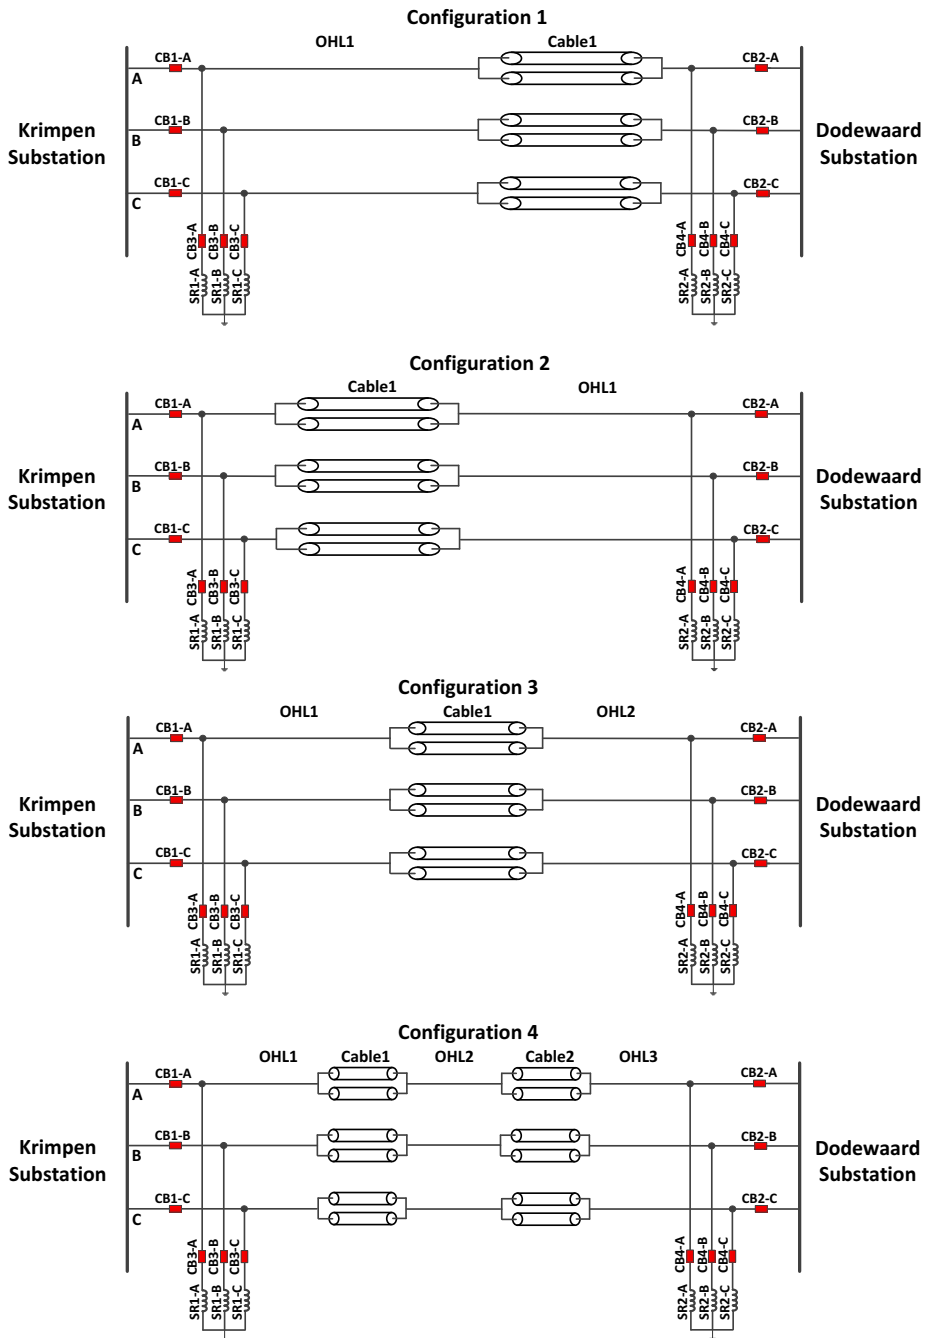 Configuration 1
OHL1
Cable1
CB1-A
CB2-A
A
Krimpen
Substation
CB1-B
CB2-B
B
Dodewaard
Substation
CB1-C
CB2-C
C
CB3-A
CB3-B
CB3-C
CB4-A
CB4-B
CB4-C
SR1-A
SR1-B
SR1-C
SR2-A
SR2-B
SR2-C
Configuration 2
Cable1
OHL1
CB1-A
CB2-A
A
Krimpen
Substation
CB1-B
CB2-B
B
Dodewaard
Substation
CB1-C
CB2-C
C
CB3-A
CB3-B
CB3-C
CB4-A
CB4-B
CB4-C
SR1-A
SR1-B
SR1-C
SR2-A
SR2-B
SR2-C
Configuration 3
OHL1
Cable1
OHL2
CB1-A
CB2-A
A
Krimpen
Substation
CB1-B
CB2-B
B
Dodewaard
Substation
CB1-C
CB2-C
C
CB3-A
CB3-B
CB3-C
CB4-A
CB4-B
CB4-C
SR1-A
SR1-B
SR1-C
SR2-A
SR2-B
SR2-C
Configuration 4
OHL1
Cable1
OHL2
Cable2
OHL3
CB1-A
CB2-A
A
Krimpen
Substation
CB1-B
CB2-B
B
Dodewaard
Substation
CB1-C
CB2-C
C
CB3-A
CB3-B
CB3-C
CB4-A
CB4-B
CB4-C
SR1-A
SR1-B
SR1-C
SR2-A
SR2-B
SR2-C